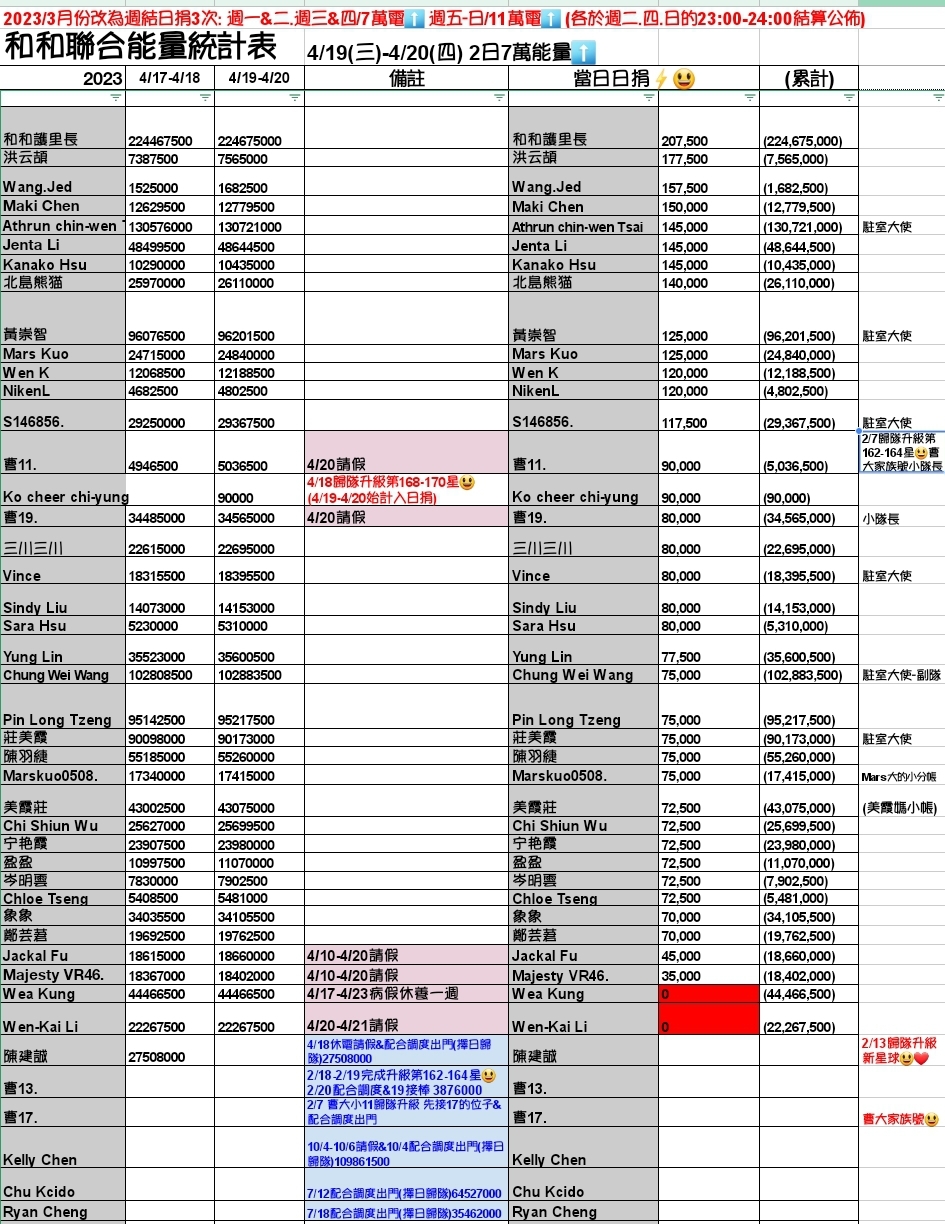 2023/3月份改為週結日捐3次: 週一&二.週三&四/7萬電⬆️ 週五-日/11萬電⬆️ (各於週二.四.日的23:00-24:00結算公佈)
和和聯合能量統計表 4/19(三)-4/20(四) 2日7萬能量⬆️
2023 4/17-4/18 4/19-4/20 備註 當日日捐⚡😃 (累計)
和和護里長 224467500 224675000 和和護里長 207,500 (224,675,000)
洪云頡 7387500 7565000 洪云頡 177,500 (7,565,000)
Wang.Jed 1525000 1682500 Wang.Jed 157,500 (1,682,500)
Maki Chen 12629500 12779500 Maki Chen 150,000 (12,779,500)
Athrun chin-wen 130576000 130721000 Athrun chin-wen Tsai 145,000 (130,721,000) 駐室大使
Jenta Li 48499500 48644500 Jenta Li 145,000 (48,644,500)
Kanako Hsu 10290000 10435000 Kanako Hsu 145,000 (10,435,000)
北島熊猫 25970000 26110000 北島熊猫 140,000 (26,110,000)
黃崇智 96076500 96201500 黃崇智 125,000 (96,201,500) 駐室大使
Mars Kuo 24715000 24840000 Mars Kuo 125,000 (24,840,000)
Wen K 12068500 12188500 Wen K 120,000 (12,188,500)
NikenL 4682500 4802500 NikenL 120,000 (4,802,500)
S146856. 29250000 29367500 S146856. 117,500 (29,367,500) 駐室大使
曹11. 4946500 5036500 4/20請假 曹11. 90,000 (5,036,500) 2/7歸隊升級第
162-164星😃曹
大家族號小隊長
Ko cheer chi-yung 90000 4/18歸隊升級第168-170星😃
(4/19-4/20始計入日捐) Ko cheer chi-yung 90,000 (90,000)
曹19. 34485000 34565000 4/20請假 曹19. 80,000 (34,565,000) 小隊長
三川三川 22615000 22695000 三川三川 80,000 (22,695,000)
Vince 18315500 18395500 Vince 80,000 (18,395,500) 駐室大使
Sindy Liu 14073000 14153000 Sindy Liu 80,000 (14,153,000)
Sara Hsu 5230000 5310000 Sara Hsu 80,000 (5,310,000)
Yung Lin 35523000 35600500 Yung Lin 77,500 (35,600,500)
Chung Wei Wang 102808500 102883500 Chung Wei Wang 75,000 (102,883,500) 駐室大使-副隊
Pin Long Tzeng 95142500 95217500 Pin Long Tzeng 75,000 (95,217,500)
莊美霞 90098000 90173000 莊美霞 75,000 (90,173,000) 駐室大使
陳羽緁 55185000 55260000 陳羽緁 75,000 (55,260,000)
Marskuo0508. 17340000 17415000 Marskuo0508. 75,000 (17,415,000) Mars大的小分帳
美霞莊 43002500 43075000 美霞莊 72,500 (43,075,000) (美霞媽小帳)
Chi Shiun Wu 25627000 25699500 Chi Shiun Wu 72,500 (25,699,500)
宁艳霞 23907500 23980000 宁艳霞 72,500 (23,980,000)
盈盈 10997500 11070000 盈盈 72,500 (11,070,000)
岑明雲 7830000 7902500 岑明雲 72,500 (7,902,500)
Chloe Tseng 5408500 5481000 Chloe Tseng 72,500 (5,481,000)
象象 34035500 34105500 象象 70,000 (34,105,500)
鄭芸莙 19692500 19762500 鄭芸莙 70,000 (19,762,500)
Jackal Fu 18615000 18660000 4/10-4/20請假 Jackal Fu 45,000 (18,660,000)
Majesty VR46. 18367000 18402000 4/10-4/20請假 Majesty VR46. 35,000 (18,402,000)
Wea Kung 44466500 44466500 4/17-4/23病假休養一週 Wea Kung 0 (44,466,500)
Wen-Kai Li 22267500 22267500 4/20-4/21請假 Wen-Kai Li 0 (22,267,500)
陳建誠 27508000 4/18休電請假&配合調度出門(擇日歸
隊)27508000 陳建誠 2/13歸隊升級
新星球😃❤️
曹13. 2/18-2/19完成升級第162-164星😃
2/20配合調度&19接棒 3876000 曹13.
曹17. 2/7 曹大小11歸隊升級 先接17的位子&
配合調度出門 曹17. 曹大家族號😃
Kelly Chen 10/4-10/6請假&10/4配合調度出門(擇日
歸隊)109861500 Kelly Chen
Chu Kcido 7/12配合調度出門(擇日歸隊)64527000 Chu Kcido
Ryan Cheng 7/18配合調度出門(擇日歸隊)35462000 Ryan Cheng